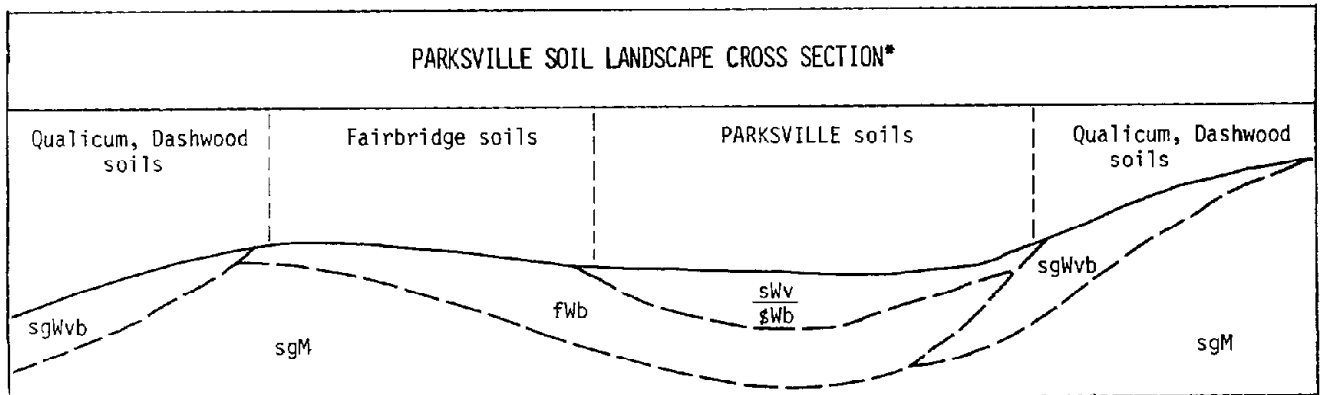 PARKSVILLE SOIL LANDSCAPE CROSS SECTION*
Qualicum, Dashwood
soils
Fairbridge soils
PARKSVILLE soils
Qualicum, Dashwood
soils
sgWvb
sgM
fWb
sWv
$Wb
sgWvb
sgM